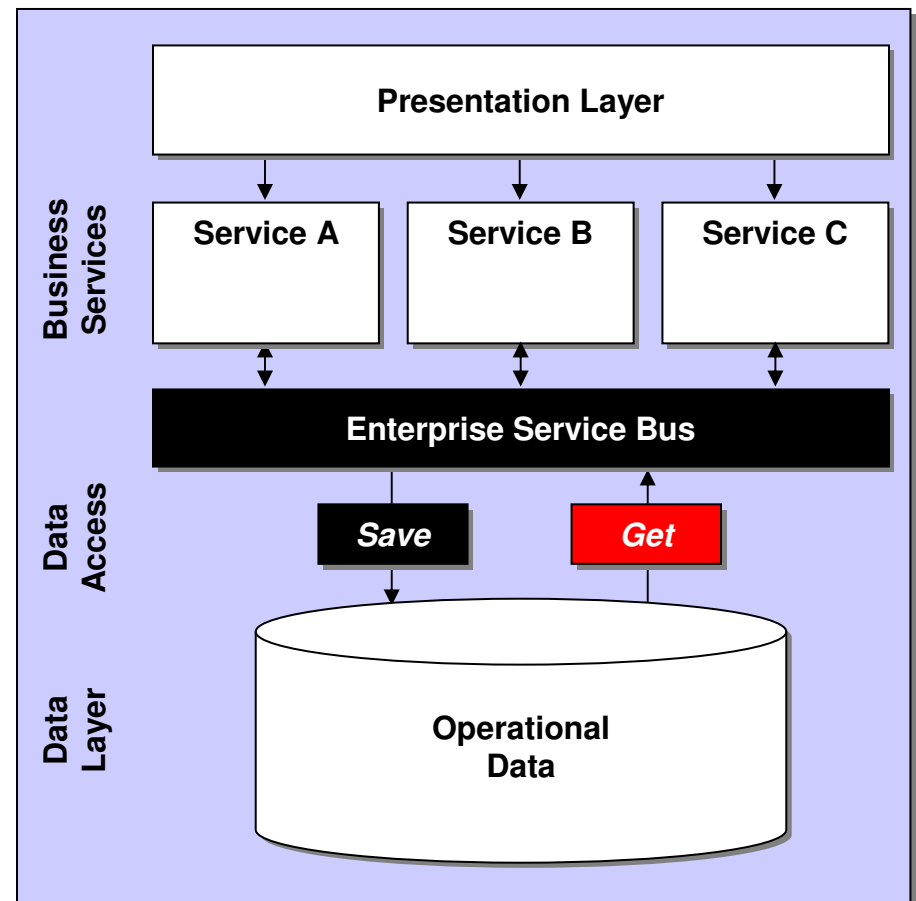 Presentation Layer
Business
Services
Service A
Service B
Service C
Enterprise Service Bus
Data
Access
Save
Get
Data
Layer
Operational
Data